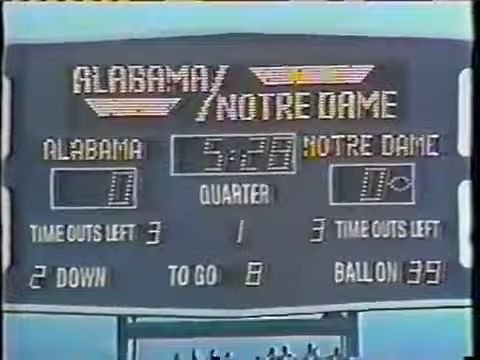 ALABAMA/
NOTRE DAME
ALABAMA 5:28 NOTRE DAME
0 0
QUARTER
TIME OUTS LEFT 3 1 3 TIME OUTS LEFT
2 DOWN TO GO 8 BALL ON 39